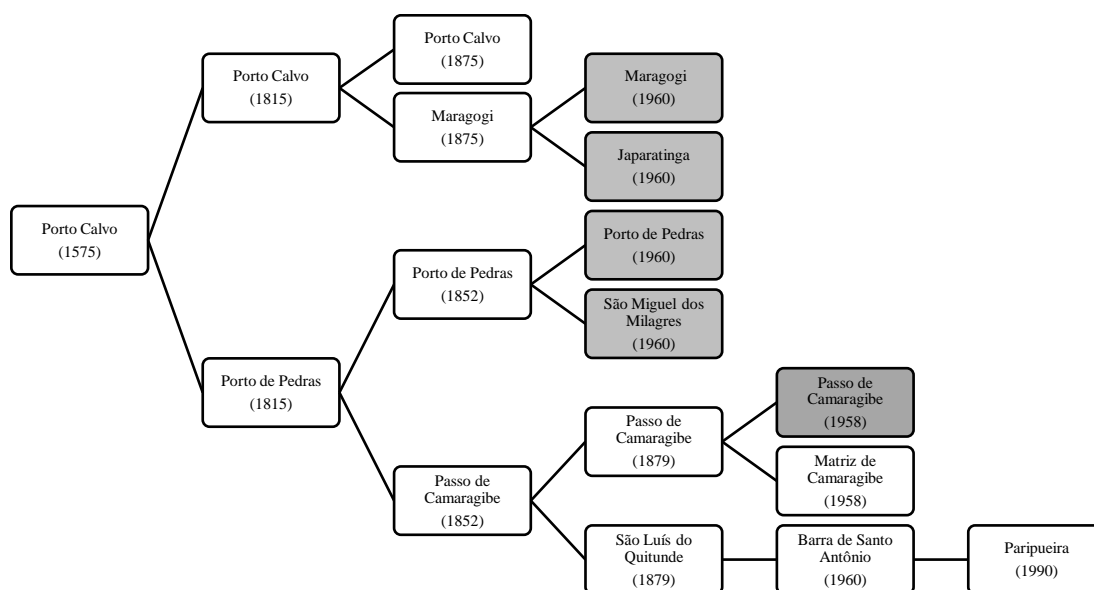 Porto Calvo
(1575)
Porto Calvo
(1815)
Porto Calvo
(1875)
Maragogi
(1875)
Maragogi
(1960)
Japaratinga
(1960)
Porto de Pedras
(1815)
Porto de Pedras
(1852)
Porto de Pedras
(1960)
São Miguel dos
Milagres
(1960)
Passo de
Camaragibe
(1852)
Passo de
Camaragibe
(1879)
Passo de
Camaragibe
(1958)
Matriz de
Camaragibe
(1958)
São Luís do
Quitunde
(1879)
Barra de Santo
Antônio
(1960)
Paripueira
(1990)